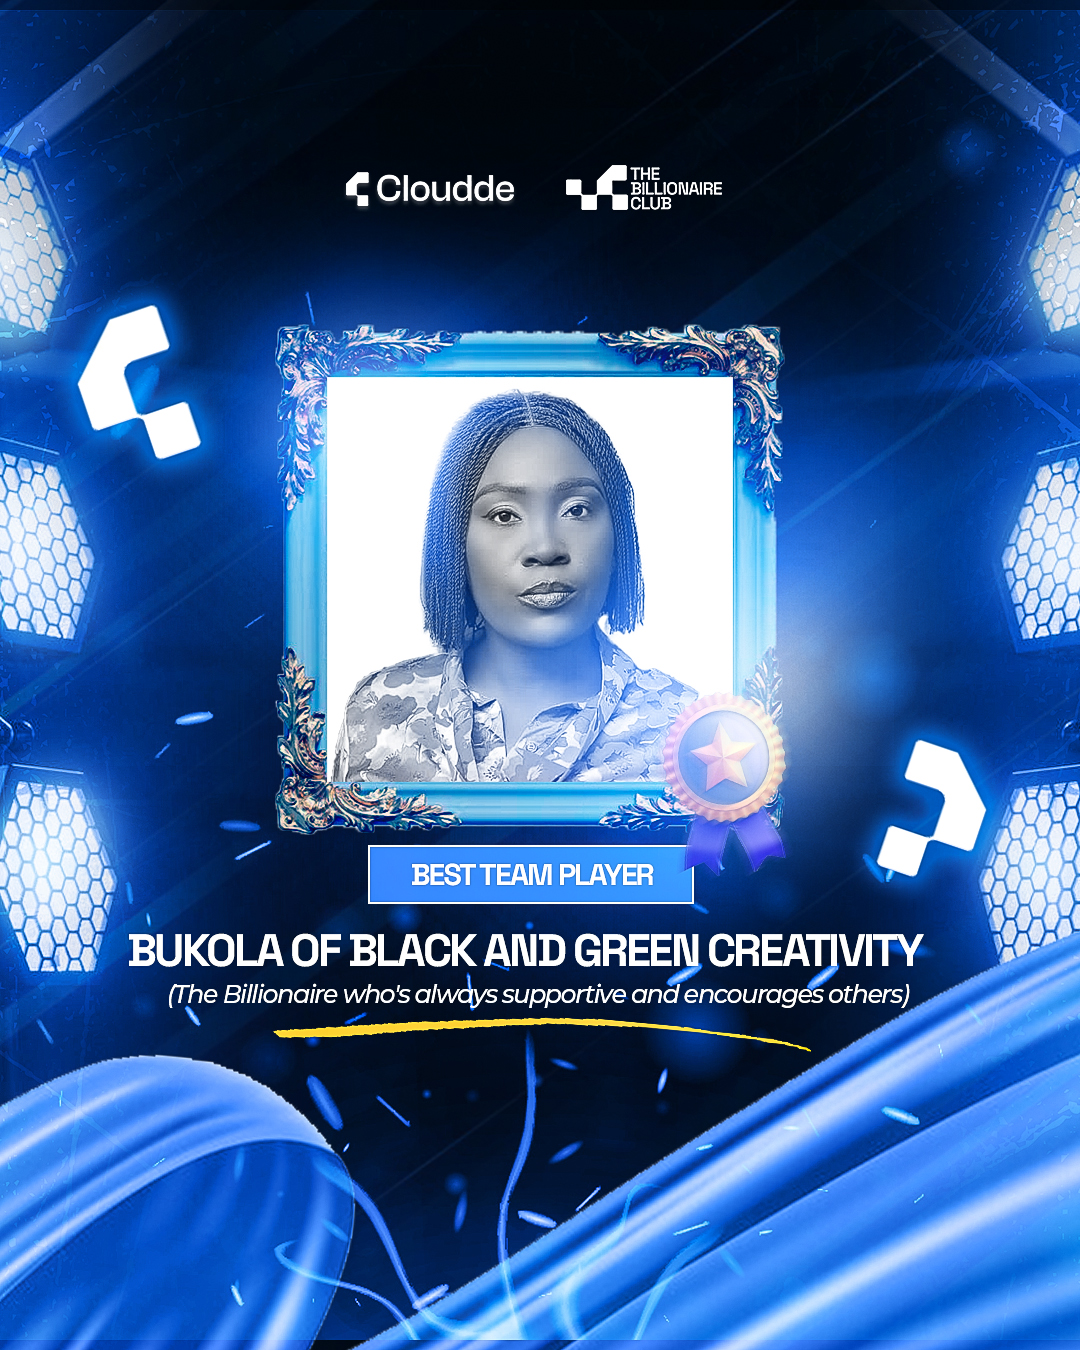 Cloudde
THE
BILLIONAIRE
CLUB
BEST TEAM PLAYER
BUKOLA OF BLACK AND GREEN CREATIVITY
(The Billionaire who's always supportive and encourages others)